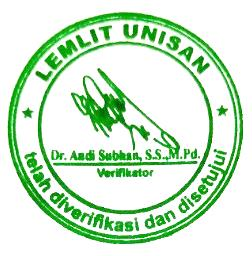 LEMLIT UNISAN
Dr. Andi Subhan, S.S.,M.Pd.
Verifikator
telah diverifikasi dan disetujui